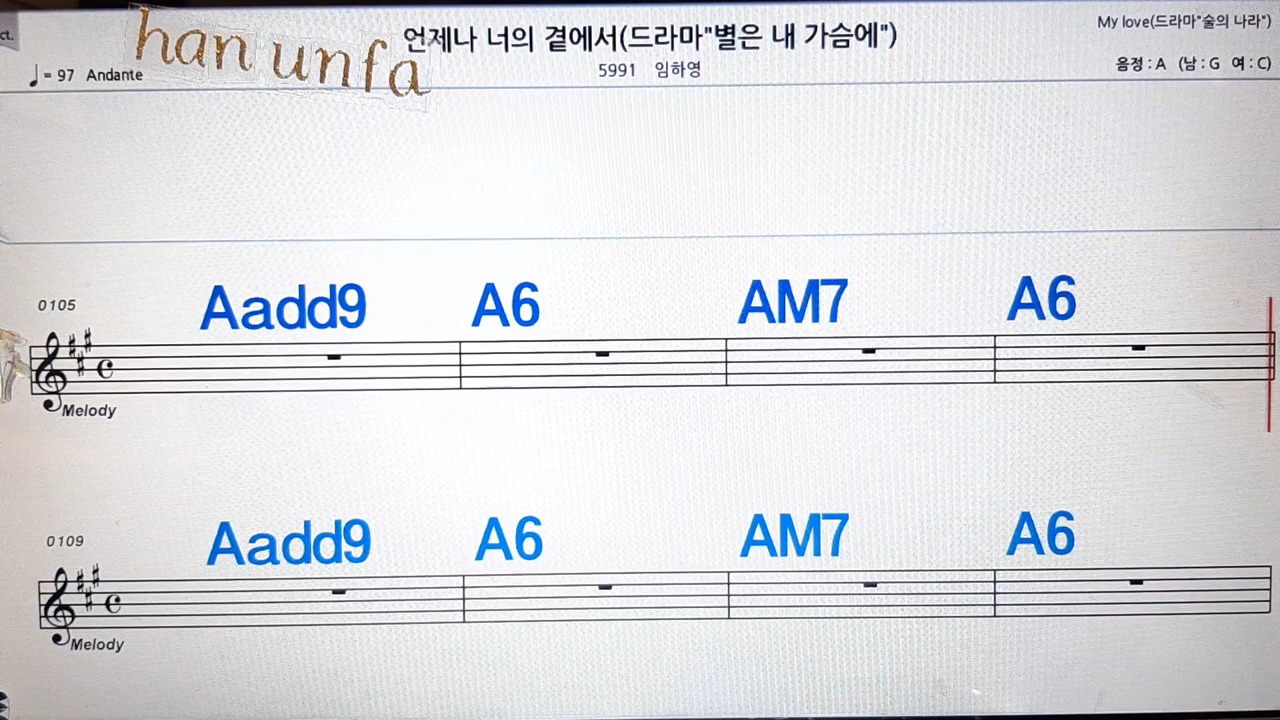 ct.
han unfa
언제나 너의 곁에서(드라마"별은 내 가슴에")
My love(드라마"술의 나라")
♩= 97 Andante
5991 임하영
음정 : A (남 : G 여 : C)
0105
Aadd9 A6 AM7 A6
Melody
0109
Aadd9 A6 AM7 A6
Melody